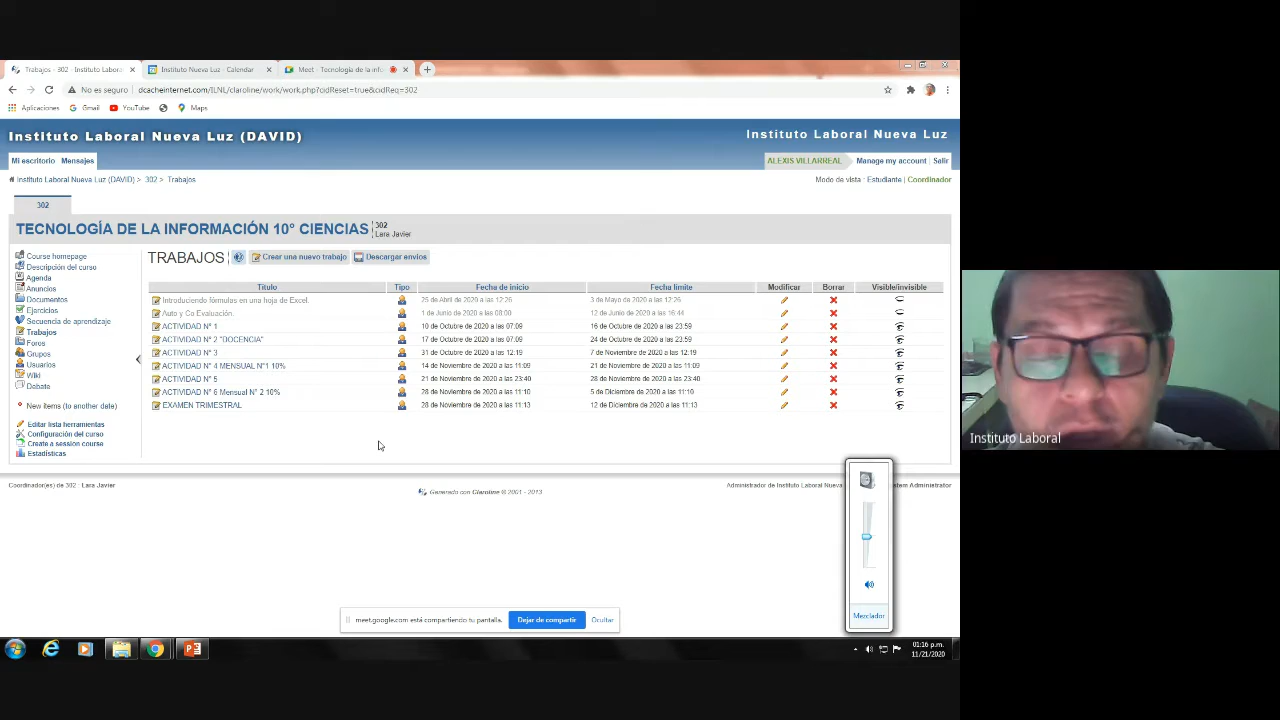 Trabajos - 302 - Instituto Labora
Instituto Nueva Luz - Calendar
Meet - Tecnología de la info
No es seguro | dcacheinternet.com/ILNL/claroline/work/work.php?cidReset=true&cidReq=302
Aplicaciones Gmail YouTube Maps
Instituto Laboral Nueva Luz (DAVID)
Instituto Laboral Nueva Luz
Mi escritorio Mensajes
ALEXIS VILLARREAL Manage my account | Salir
Instituto Laboral Nueva Luz (DAVID) > 302 > Trabajos
Modo de vista : Estudiante | Coordinador
302
TECNOLOGÍA DE LA INFORMACIÓN 10° CIENCIAS
302
Lara Javier
Course homepage
Descripción del curso
Agenda
Anuncios
Documentos
Ejercicios
Secuencia de aprendizaje
Trabajos
Foros
Grupos
Usuarios
Wiki
Debate
New items (to another date)
Editar lista herramientas
Configuración del curso
Create a session course
Estadísticas
TRABAJOS Crear una nuevo trabajo Descargar envios
Titulo Tipo Fecha de inicio Fecha limite Modificar Borrar Visible/invisible
Introduciendo fórmulas en una hoja de Excel. 25 de Abril de 2020 a las 12:26 3 de Mayo de 2020 a las 12:26
Auto y Co Evaluación. 1 de Junio de 2020 a las 08:00 12 de Junio de 2020 a las 16:44
ACTIVIDAD N° 1 10 de Octubre de 2020 a las 07:09 16 de Octubre de 2020 a las 23:59
ACTIVIDAD N° 2 "DOCENCIA" 17 de Octubre de 2020 a las 07:09 24 de Octubre de 2020 a las 23:59
ACTIVIDAD N° 3 31 de Octubre de 2020 a las 12:19 7 de Noviembre de 2020 a las 12:19
ACTIVIDAD N° 4 MENSUAL N°1 10% 14 de Noviembre de 2020 a las 11:09 21 de Noviembre de 2020 a las 11:09
ACTIVIDAD N° 5 21 de Noviembre de 2020 a las 23:40 28 de Noviembre de 2020 a las 23:40
ACTIVIDAD N° 6 Mensual N° 2 10% 28 de Noviembre de 2020 a las 11:10 5 de Diciembre de 2020 a las 11:10
EXAMEN TRIMESTRAL 28 de Noviembre de 2020 a las 11:13 12 de Diciembre de 2020 a las 11:13
Coordinador(es) de 302 : Lara Javier
Generado con Claroline © 2001 - 2013
Administrador de Instituto Laboral Nueva
tem Administrator
Mezclador
meet.google.com está compartiendo tu pantalla. Dejar de compartir Ocultar
01:16 p.m.
11/21/2020
Instituto Laboral